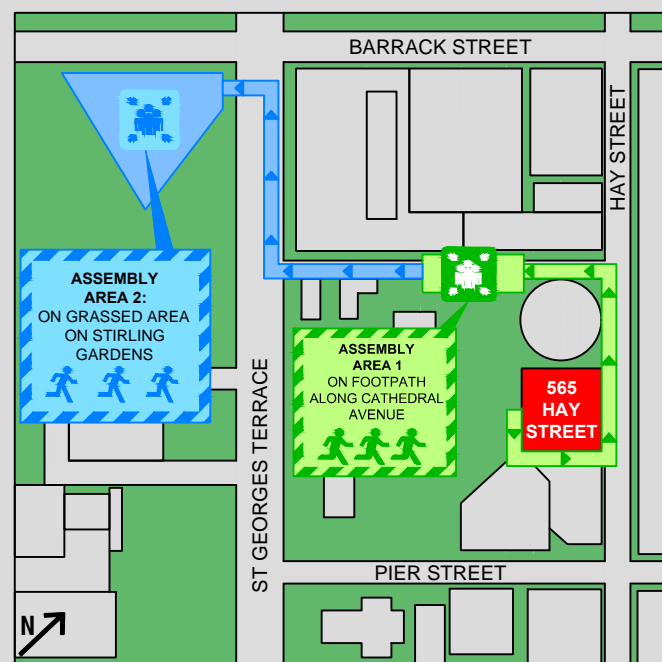 BARRACK STREET
HAY STREET
ASSEMBLY
AREA 2:
ON GRASSED AREA
ON STIRLING
GARDENS
ASSEMBLY
AREA 1
ON FOOTPATH
ALONG CATHEDRAL
AVENUE
565
HAY
STREET
ST GEORGES TERRACE
PIER STREET
N